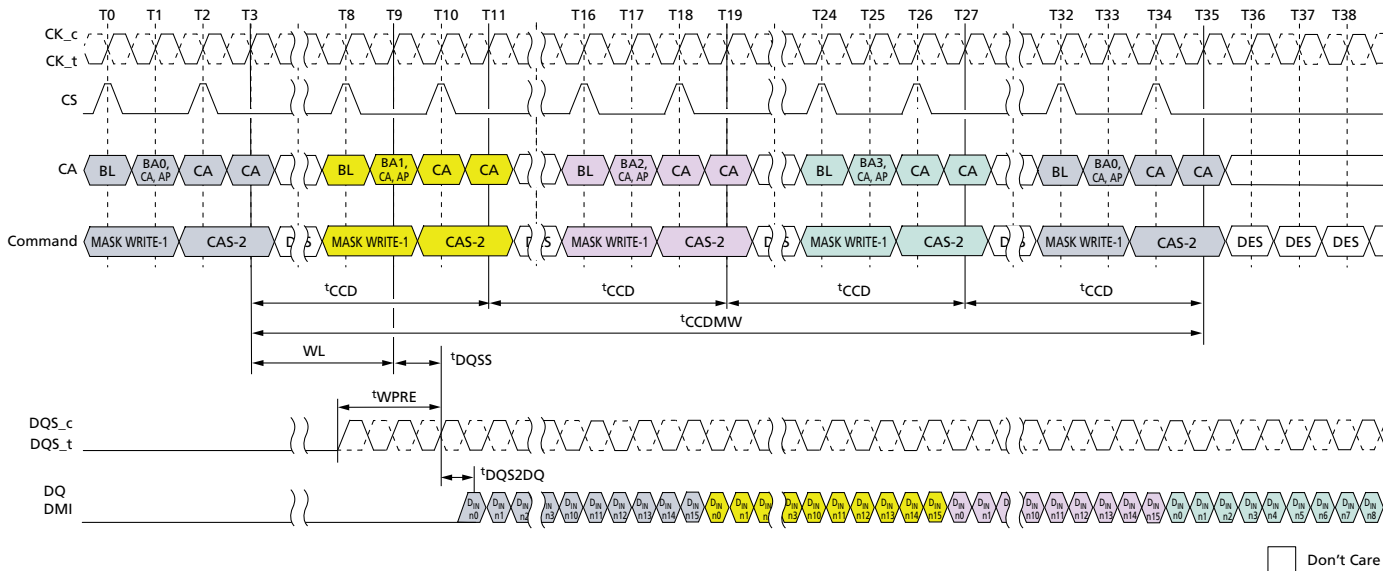 T0 T1 T2 T3 T8 T9 T10 T11 T16 T17 T18 T19 T24 T25 T26 T27 T32 T33 T34 T35 T36 T37 T38
CK_c
CK_t
CS
CA BL BA0, CA, AP CA CA BL BA1, CA, AP CA CA BL BA2, CA, AP CA CA BL BA3, CA, AP CA CA BL BA0, CA, AP CA CA
Command MASK WRITE-1 CAS-2 MASK WRITE-1 CAS-2 MASK WRITE-1 CAS-2 MASK WRITE-1 CAS-2 MASK WRITE-1 CAS-2 DES DES DES
tCCD tCCD tCCD tCCD
tCCDMW
WL tDQSS
tWPRE
DQS_c
DQS_t
tDQS2DQ
DQ
DMI
DIN DIN DIN DIN DIN DIN DIN DIN DIN DIN DIN DIN DIN DIN DIN DIN DIN DIN DIN DIN DIN DIN DIN DIN DIN DIN DIN DIN DIN DIN DIN DIN DIN DIN
n0 n1 n2 n3 n10 n11 n12 n13 n14 n15 n0 n1 n3 n10 n11 n12 n13 n14 n15 n0 n1 n10 n11 n12 n13 n14 n15 n0 n1 n2 n3 n4 n5 n6 n7 n8
Don't Care